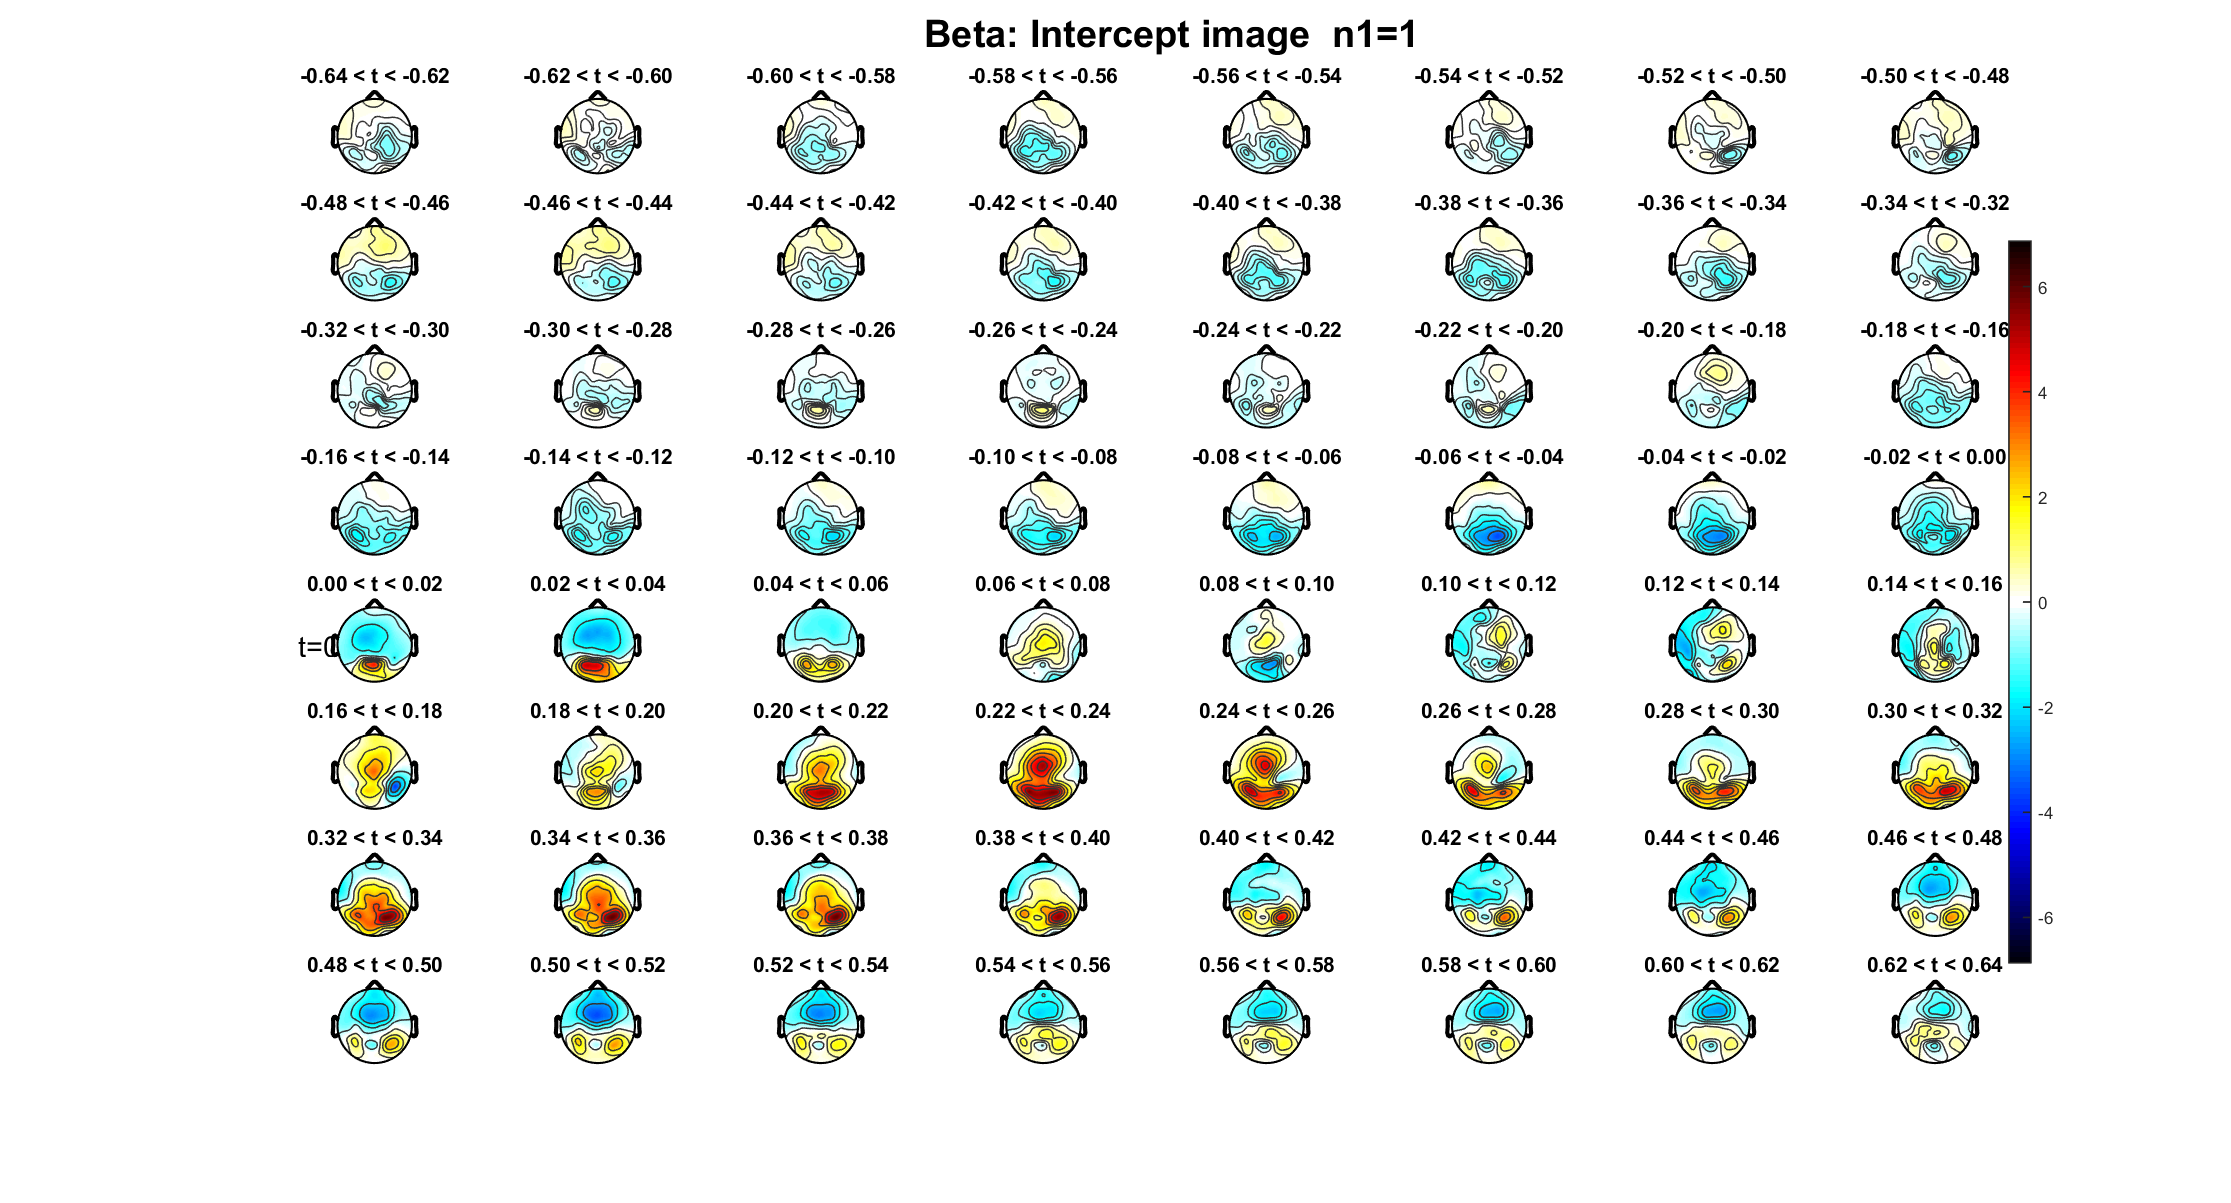 Beta: Intercept image  n1=1
-0.64 < t < -0.62
-0.62 < t < -0.60
-0.60 < t < -0.58
-0.58 < t < -0.56
-0.56 < t < -0.54
-0.54 < t < -0.52
-0.52 < t < -0.50
-0.50 < t < -0.48
-0.48 < t < -0.46
-0.46 < t < -0.44
-0.44 < t < -0.42
-0.42 < t < -0.40
-0.40 < t < -0.38
-0.38 < t < -0.36
-0.36 < t < -0.34
-0.34 < t < -0.32
-0.32 < t < -0.30
-0.30 < t < -0.28
-0.28 < t < -0.26
-0.26 < t < -0.24
-0.24 < t < -0.22
-0.22 < t < -0.20
-0.20 < t < -0.18
-0.18 < t < -0.16
-0.16 < t < -0.14
-0.14 < t < -0.12
-0.12 < t < -0.10
-0.10 < t < -0.08
-0.08 < t < -0.06
-0.06 < t < -0.04
-0.04 < t < -0.02
-0.02 < t < 0.00
0.00 < t < 0.02
0.02 < t < 0.04
0.04 < t < 0.06
0.06 < t < 0.08
0.08 < t < 0.10
0.10 < t < 0.12
0.12 < t < 0.14
0.14 < t < 0.16
t=0
0.16 < t < 0.18
0.18 < t < 0.20
0.20 < t < 0.22
0.22 < t < 0.24
0.24 < t < 0.26
0.26 < t < 0.28
0.28 < t < 0.30
0.30 < t < 0.32
0.32 < t < 0.34
0.34 < t < 0.36
0.36 < t < 0.38
0.38 < t < 0.40
0.40 < t < 0.42
0.42 < t < 0.44
0.44 < t < 0.46
0.46 < t < 0.48
0.48 < t < 0.50
0.50 < t < 0.52
0.52 < t < 0.54
0.54 < t < 0.56
0.56 < t < 0.58
0.58 < t < 0.60
0.60 < t < 0.62
0.62 < t < 0.64
6
4
2
0
-2
-4
-6